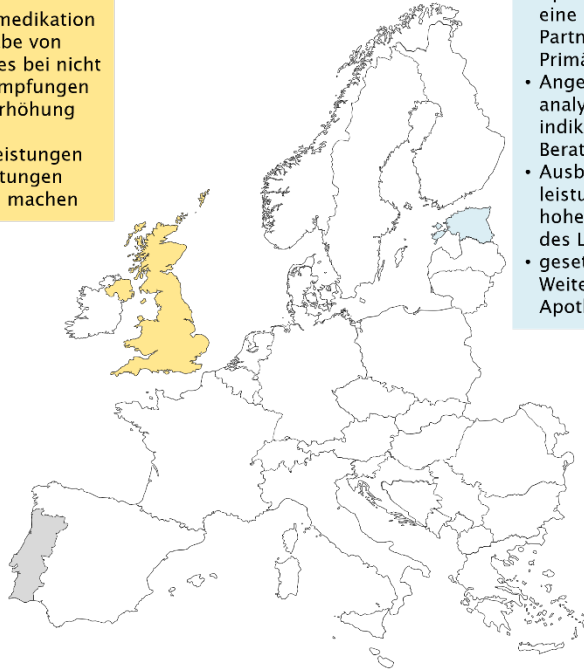 medikation
be von
es bei nicht
mpfungen
rhöhung
eistungen
tungen
machen
eine
Partn
Primä
• Ange
analy
indik
Berat
• Ausb
leistu
hohe
des L
• geset
Weite
Apoth